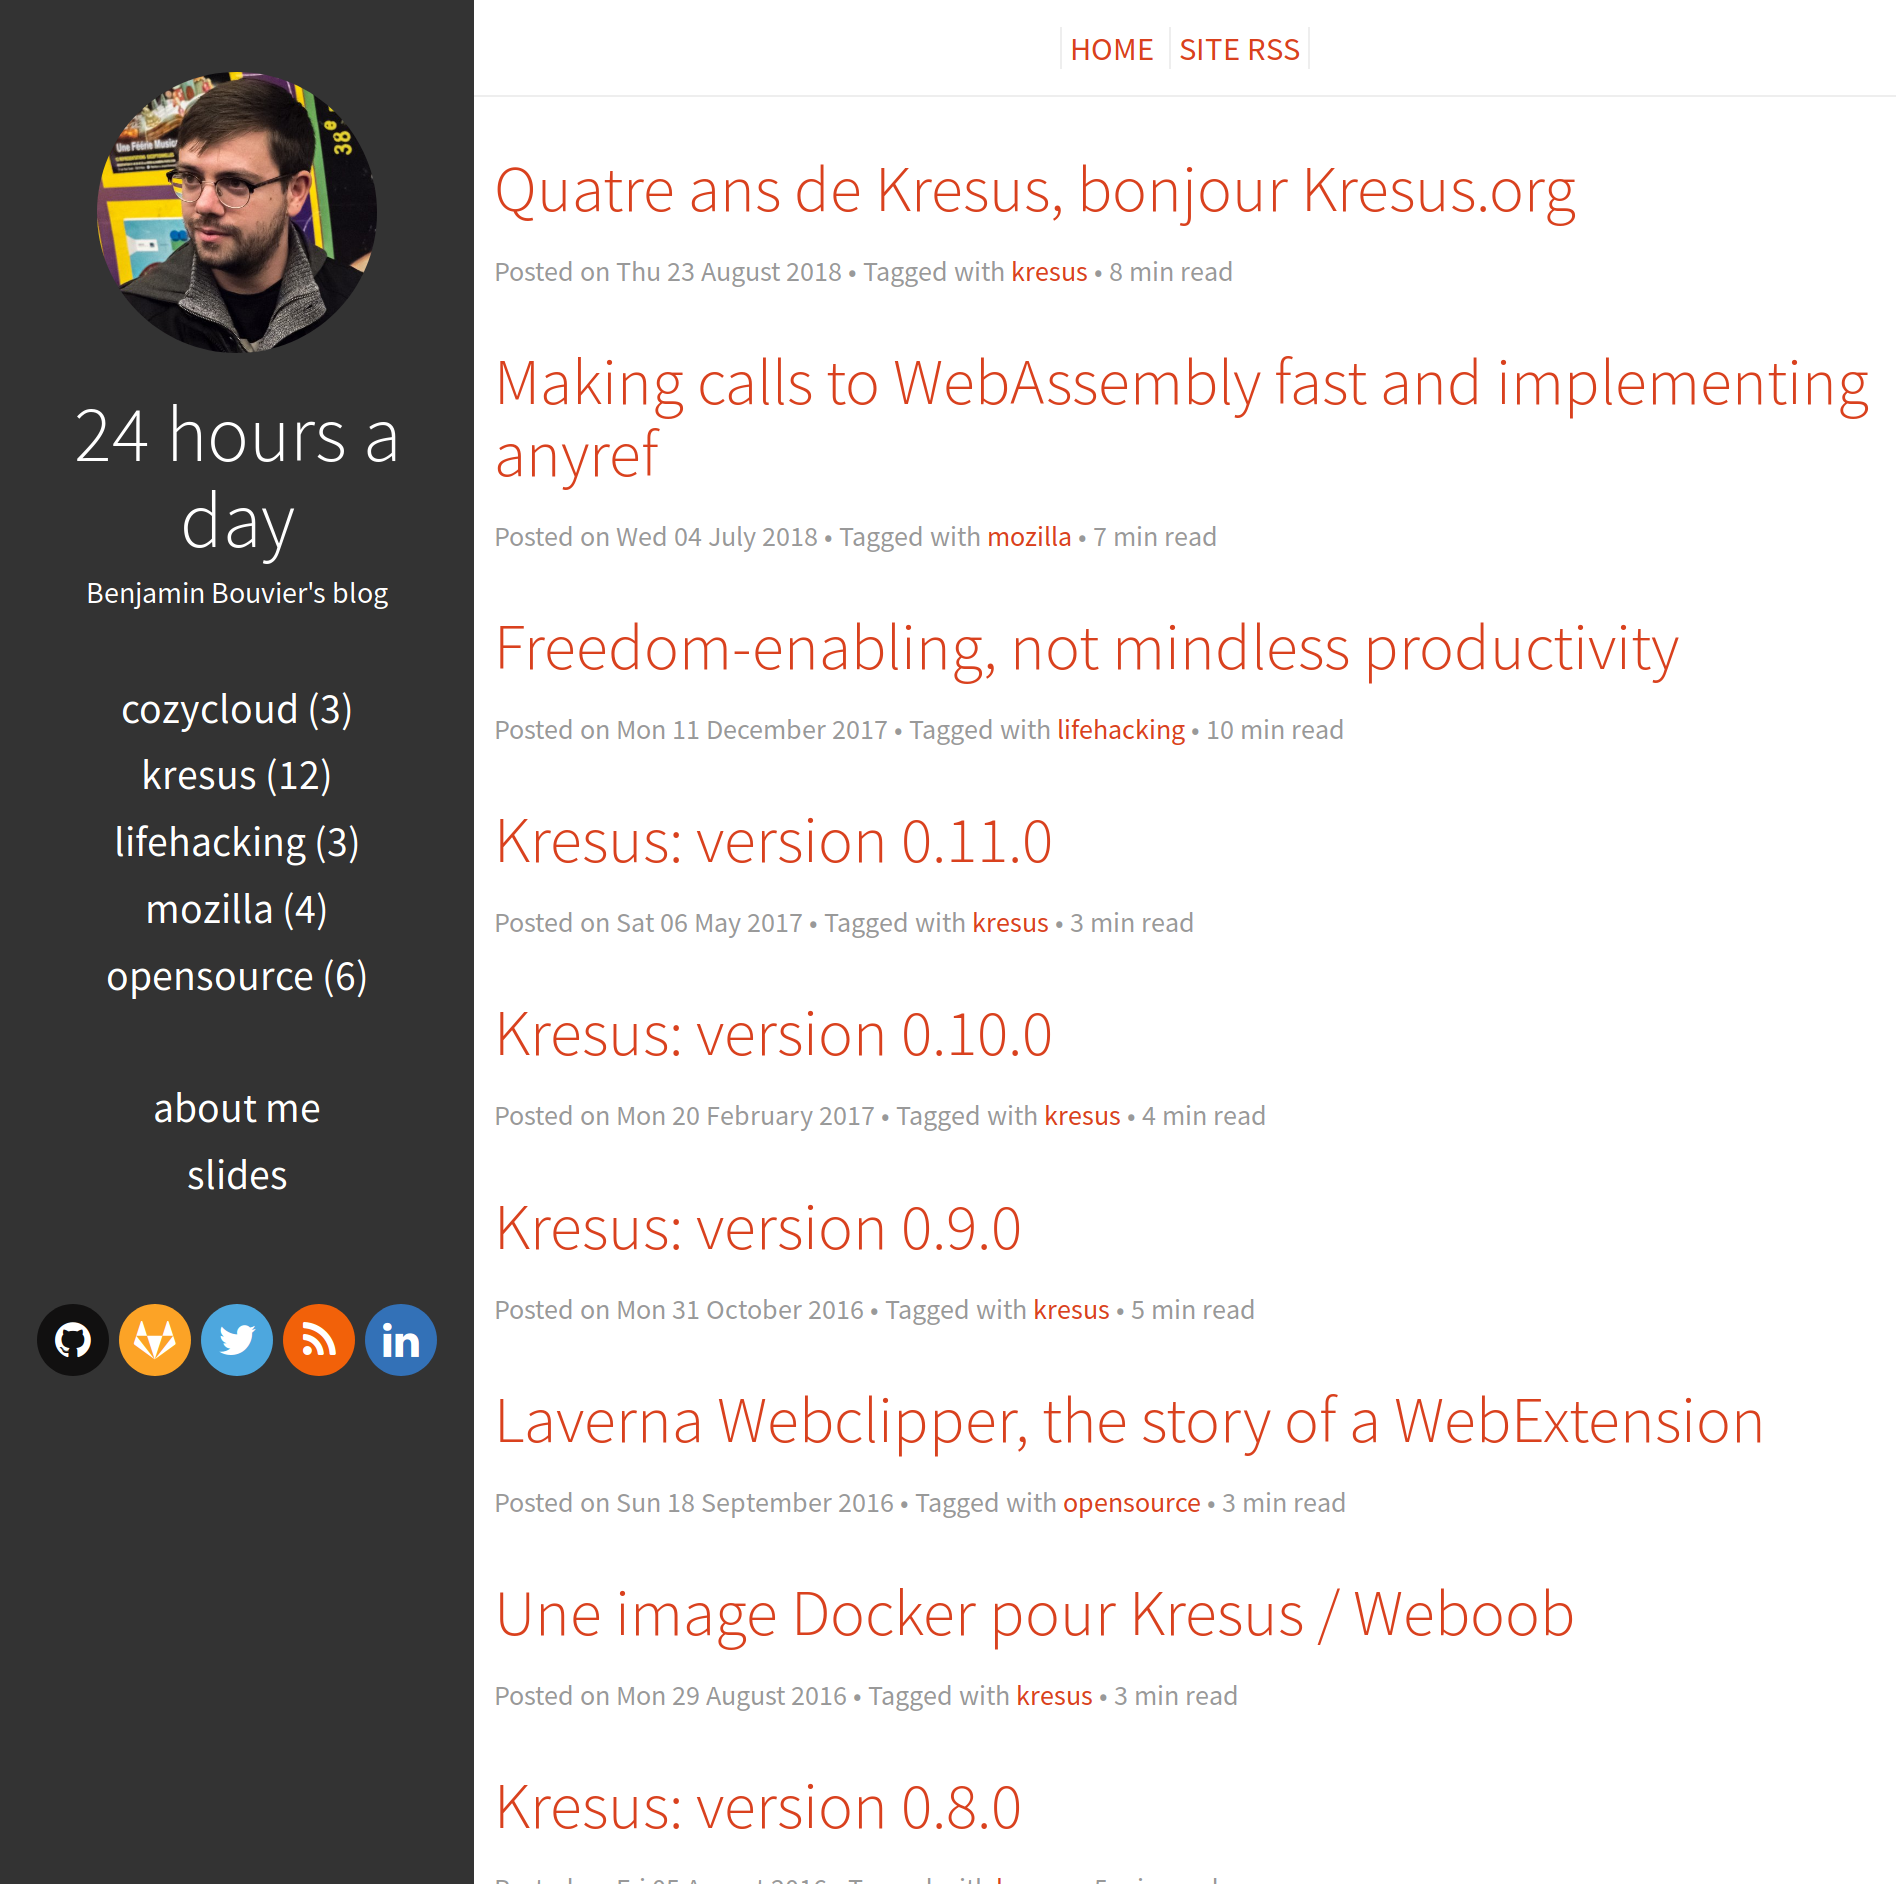 Une Féérie Music
38 e
24 hours a
day
Benjamin Bouvier's blog
cozycloud (3)
kresus (12)
lifehacking (3)
mozilla (4)
opensource (6)
about me
slides
in
HOME SITE RSS
Quatre ans de Kresus, bonjour Kresus.org
Posted on Thu 23 August 2018 • Tagged with kresus • 8 min read
Making calls to WebAssembly fast and implementing
anyref
Posted on Wed 04 July 2018 • Tagged with mozilla • 7 min read
Freedom-enabling, not mindless productivity
Posted on Mon 11 December 2017 • Tagged with lifehacking • 10 min read
Kresus: version 0.11.0
Posted on Sat 06 May 2017 • Tagged with kresus • 3 min read
Kresus: version 0.10.0
Posted on Mon 20 February 2017 • Tagged with kresus • 4 min read
Kresus: version 0.9.0
Posted on Mon 31 October 2016 • Tagged with kresus • 5 min read
Laverna Webclipper, the story of a WebExtension
Posted on Sun 18 September 2016 • Tagged with opensource • 3 min read
Une image Docker pour Kresus / Weboob
Posted on Mon 29 August 2016 • Tagged with kresus • 3 min read
Kresus: version 0.8.0